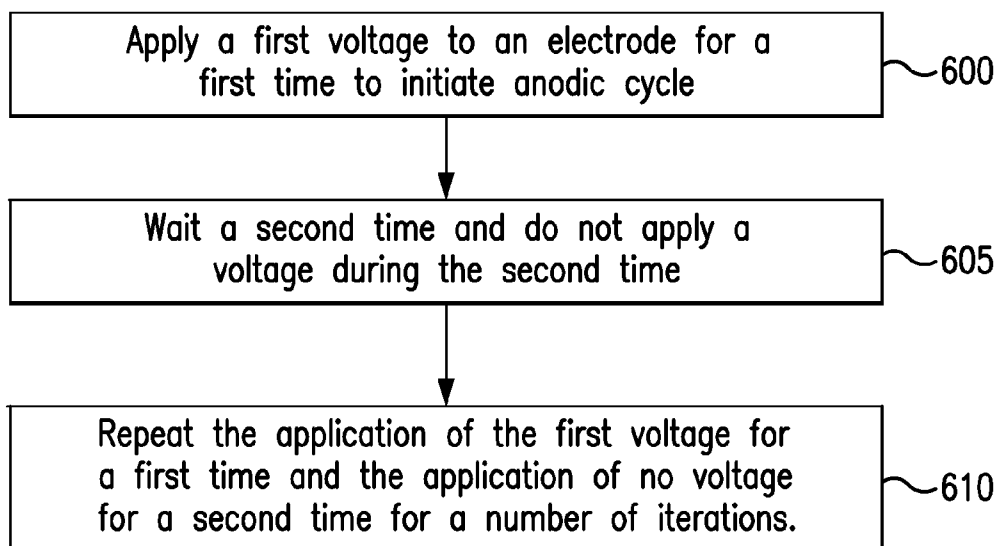 Apply a first voltage to an electrode for a
first time to initiate anodic cycle
600
Wait a second time and do not apply a
voltage during the second time
605
Repeat the application of the first voltage for
a first time and the application of no voltage
for a second time for a number of iterations.
610